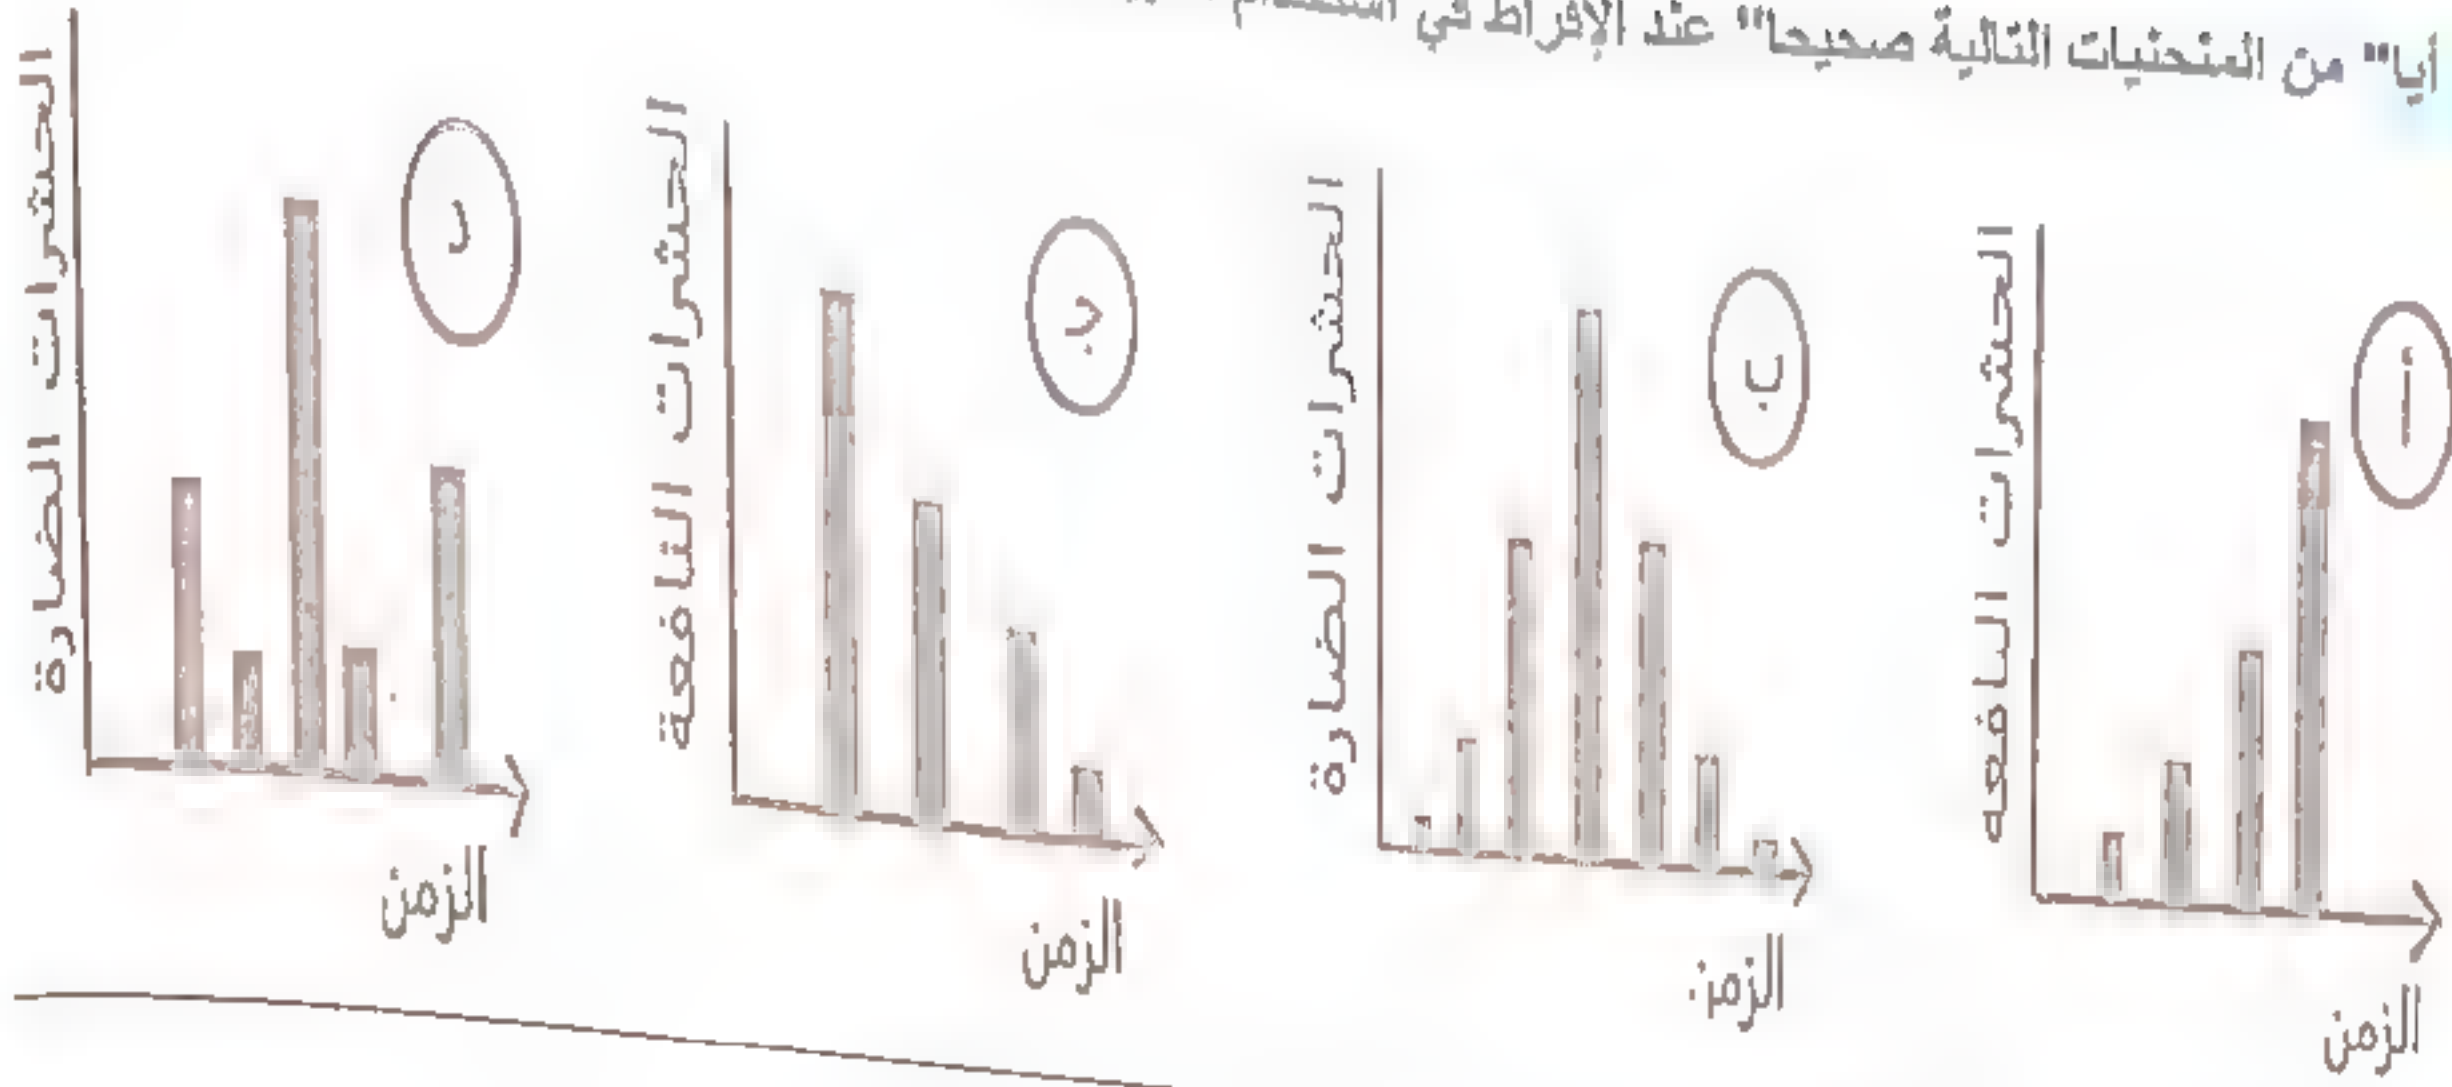 أيا" من المنحنيات التالية صحيحا" عند الإفراط في استخدام
أ
الحشرات النافعه
الزمن
ب
الحشرات الضارة
الزمن
ج
الحشرات النافعة
الزمن
د
الحشرات الضارة
الزمن